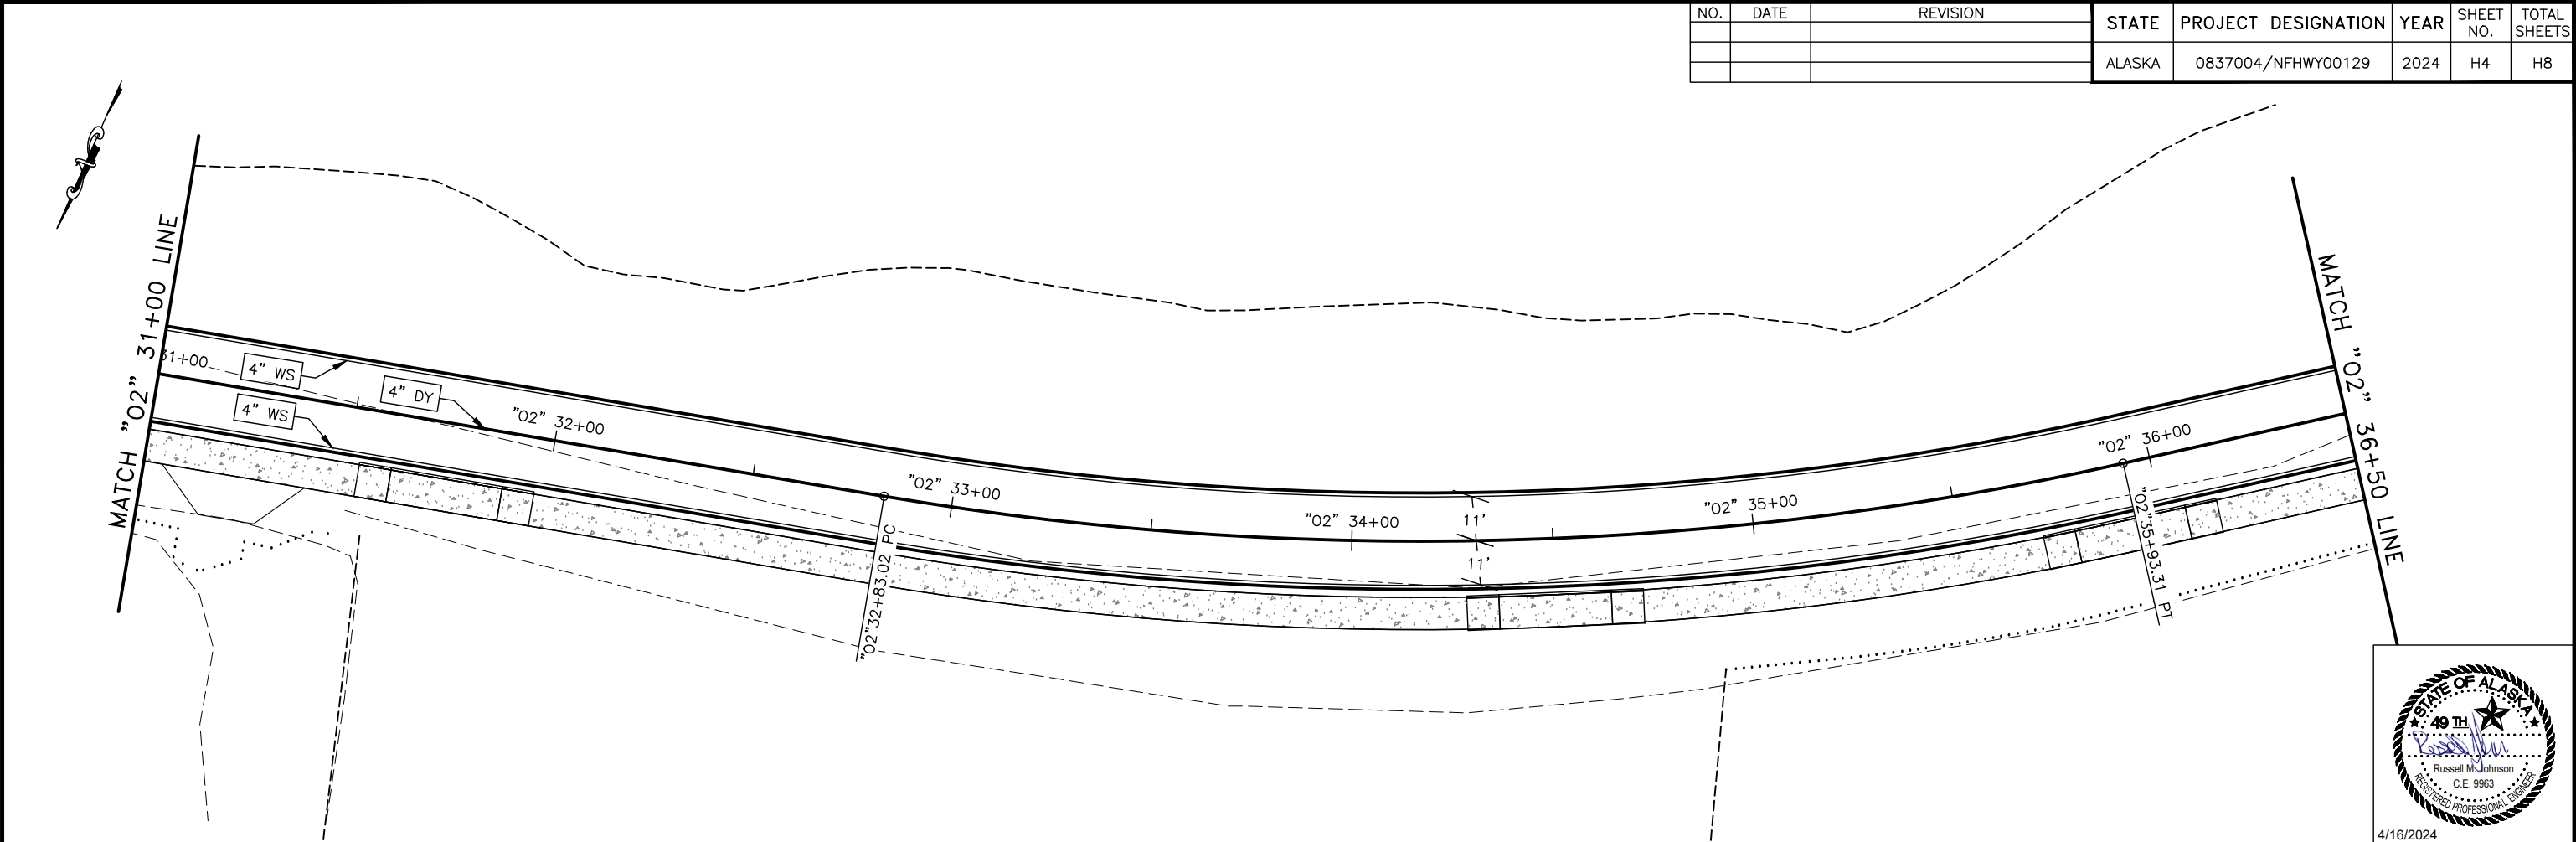 NO. DATE REVISION
STATE PROJECT DESIGNATION YEAR SHEET NO. TOTAL SHEETS
ALASKA 0837004/NFHWY00129 2024 H4 H8
MATCH "O2" 31+00 LINE
31+00
4" WS
4" DY
4" WS
"O2" 32+00
"O2" 33+00
"O2" 34+00
"O2" 35+00
"O2" 36+00
11'
11'
"O2"32+83.02 PC
"O2"35+93.31 PT
MATCH "O2" 36+50 LINE
STATE OF ALASKA
49 TH
Russell M. Johnson
C.E. 9963
REGISTERED PROFESSIONAL ENGINEER
4/16/2024